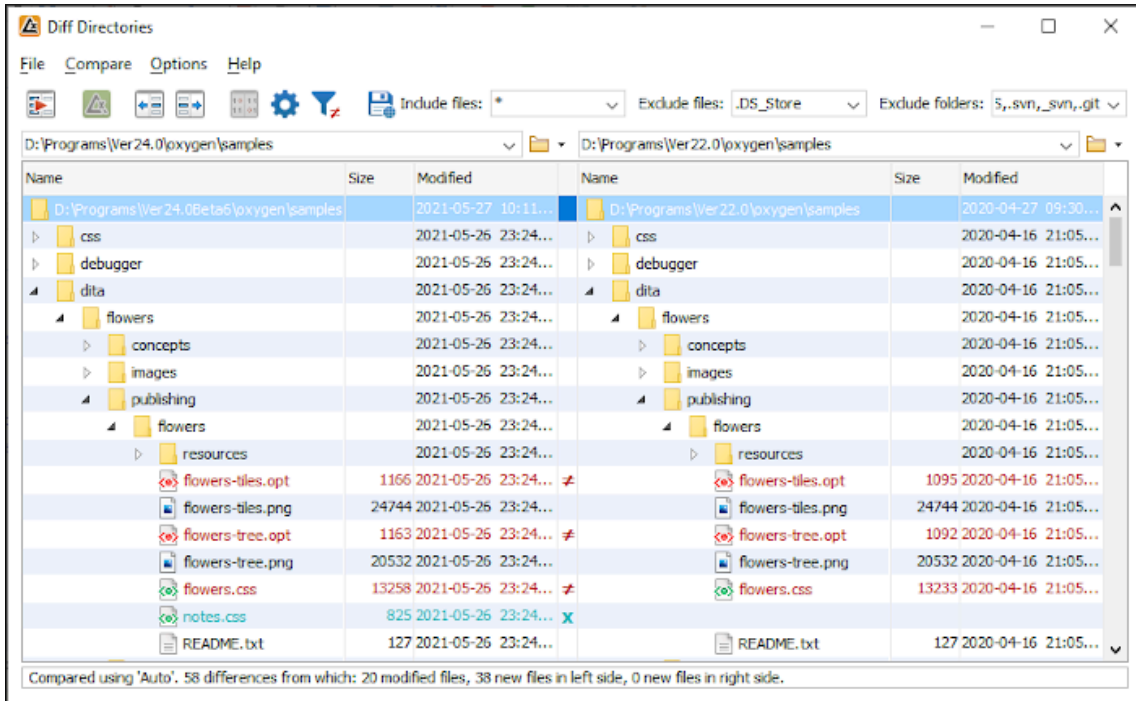 Diff Directories
File Compare Options Help
Include files: * Exclude files: .DS_Store Exclude folders: 5,.svn,_svn,.git
D:\Programs\Ver24.0\oxygen\samples D:\Programs\Ver22.0\oxygen\samples
Name Size Modified Name Size Modified
D:\Programs\Ver24.0Beta6\oxygen\samples 2021-05-27 10:11... D:\Programs\Ver22.0\oxygen\samples 2020-04-27 09:30...
css 2021-05-26 23:24... css 2020-04-16 21:05...
debugger 2021-05-26 23:24... debugger 2020-04-16 21:05...
dita 2021-05-26 23:24... dita 2020-04-16 21:05...
flowers 2021-05-26 23:24... flowers 2020-04-16 21:05...
concepts 2021-05-26 23:24... concepts 2020-04-16 21:05...
images 2021-05-26 23:24... images 2020-04-16 21:05...
publishing 2021-05-26 23:24... publishing 2020-04-16 21:05...
flowers 2021-05-26 23:24... flowers 2020-04-16 21:05...
resources 2021-05-26 23:24... resources 2020-04-16 21:05...
flowers-tiles.opt 1166 2021-05-26 23:24... ≠ flowers-tiles.opt 1095 2020-04-16 21:05...
flowers-tiles.png 24744 2021-05-26 23:24... flowers-tiles.png 24744 2020-04-16 21:05...
flowers-tree.opt 1163 2021-05-26 23:24... ≠ flowers-tree.opt 1092 2020-04-16 21:05...
flowers-tree.png 20532 2021-05-26 23:24... flowers-tree.png 20532 2020-04-16 21:05...
flowers.css 13258 2021-05-26 23:24... ≠ flowers.css 13233 2020-04-16 21:05...
notes.css 825 2021-05-26 23:24... x
README.txt 127 2021-05-26 23:24... README.txt 127 2020-04-16 21:05...
Compared using 'Auto'. 58 differences from which: 20 modified files, 38 new files in left side, 0 new files in right side.